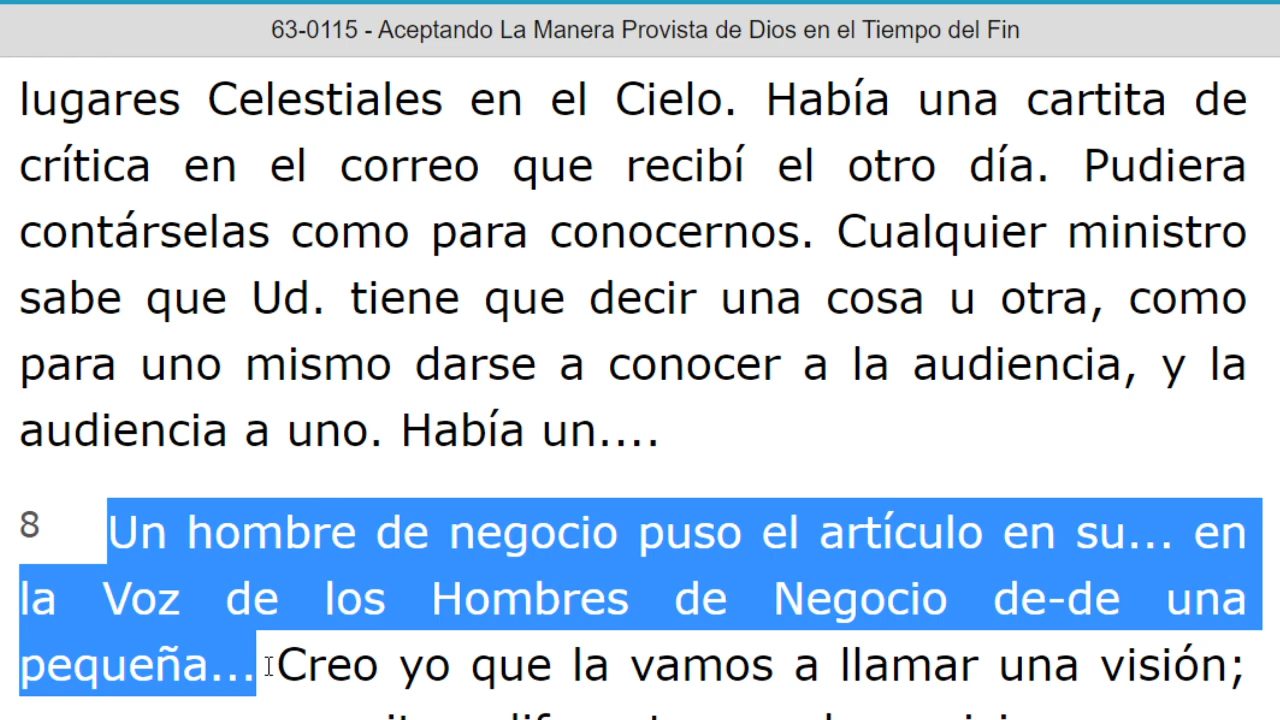 63-0115 - Aceptando La Manera Provista de Dios en el Tiempo del Fin
lugares Celestiales en el Cielo. Había una cartita de
crítica en el correo que recibí el otro día. Pudiera
contárselas como para conocernos. Cualquier ministro
sabe que Ud. tiene que decir una cosa u otra, como
para uno mismo darse a conocer a la audiencia, y la
audiencia a uno. Había un....
8 Un hombre de negocio puso el artículo en su... en
la Voz de los Hombres de Negocio de-de una
pequeña... Creo yo que la vamos a llamar una visión;